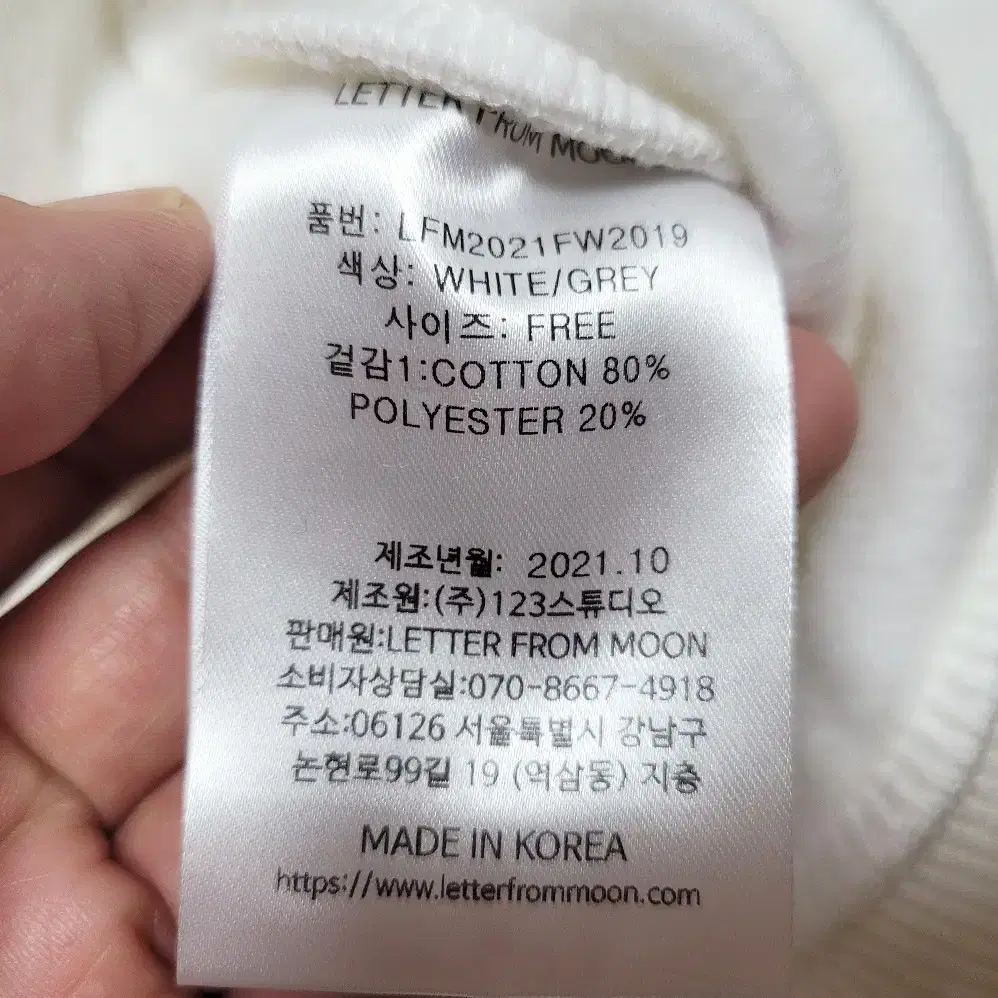 LETTER FROM MOON
품번: LFM2021FW2019
색상: WHITE/GREY
사이즈: FREE
겉감1:COTTON 80%
POLYESTER 20%
제조년월: 2021.10
제조원:(주)123스튜디오
판매원:LETTER FROM MOON
소비자상담실:070-8667-4918
주소:06126 서울특별시 강남구
논현로99길 19 (역삼동) 지층
MADE IN KOREA
https://www.letterfrommoon.com